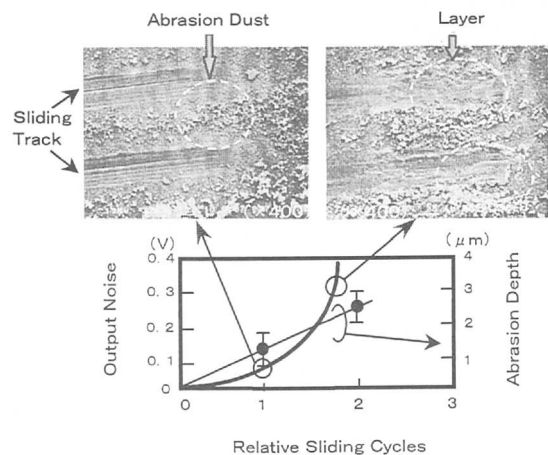 Abrasion Dust
Layer
Sliding
Track
(V)
(μm)
0.4
0.3
0.2
0.1
0
Output Noise
4
3
2
1
Abrasion Depth
0
1
2
3
Relative Sliding Cycles